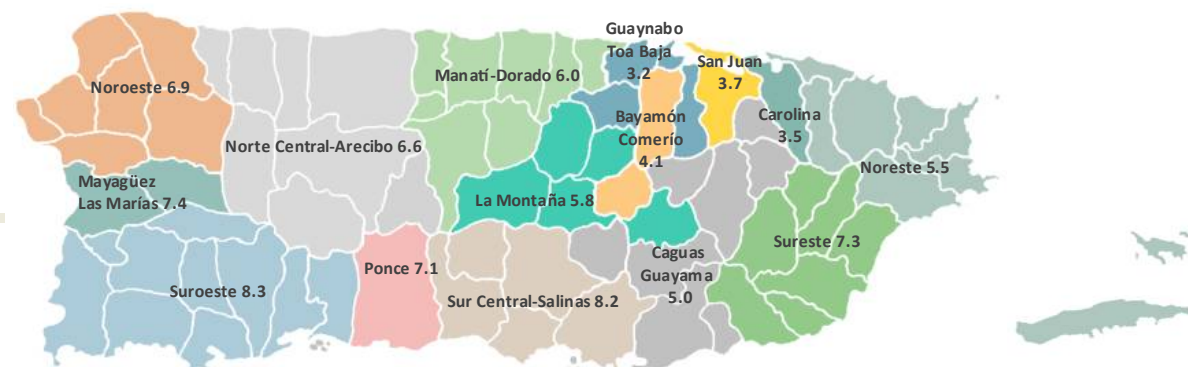 Guaynabo
Toa Baja
3.2
San Juan
3.7
Manatí-Dorado 6.0
Noroeste 6.9
Bayamón
Comerío
4.1
Carolina
3.5
Norte Central-Arecibo 6.6
Noreste 5.5
Mayagüez
Las Marías 7.4
La Montaña 5.8
Sureste 7.3
Caguas
Guayama
5.0
Ponce 7.1
Suroeste 8.3
Sur Central-Salinas 8.2